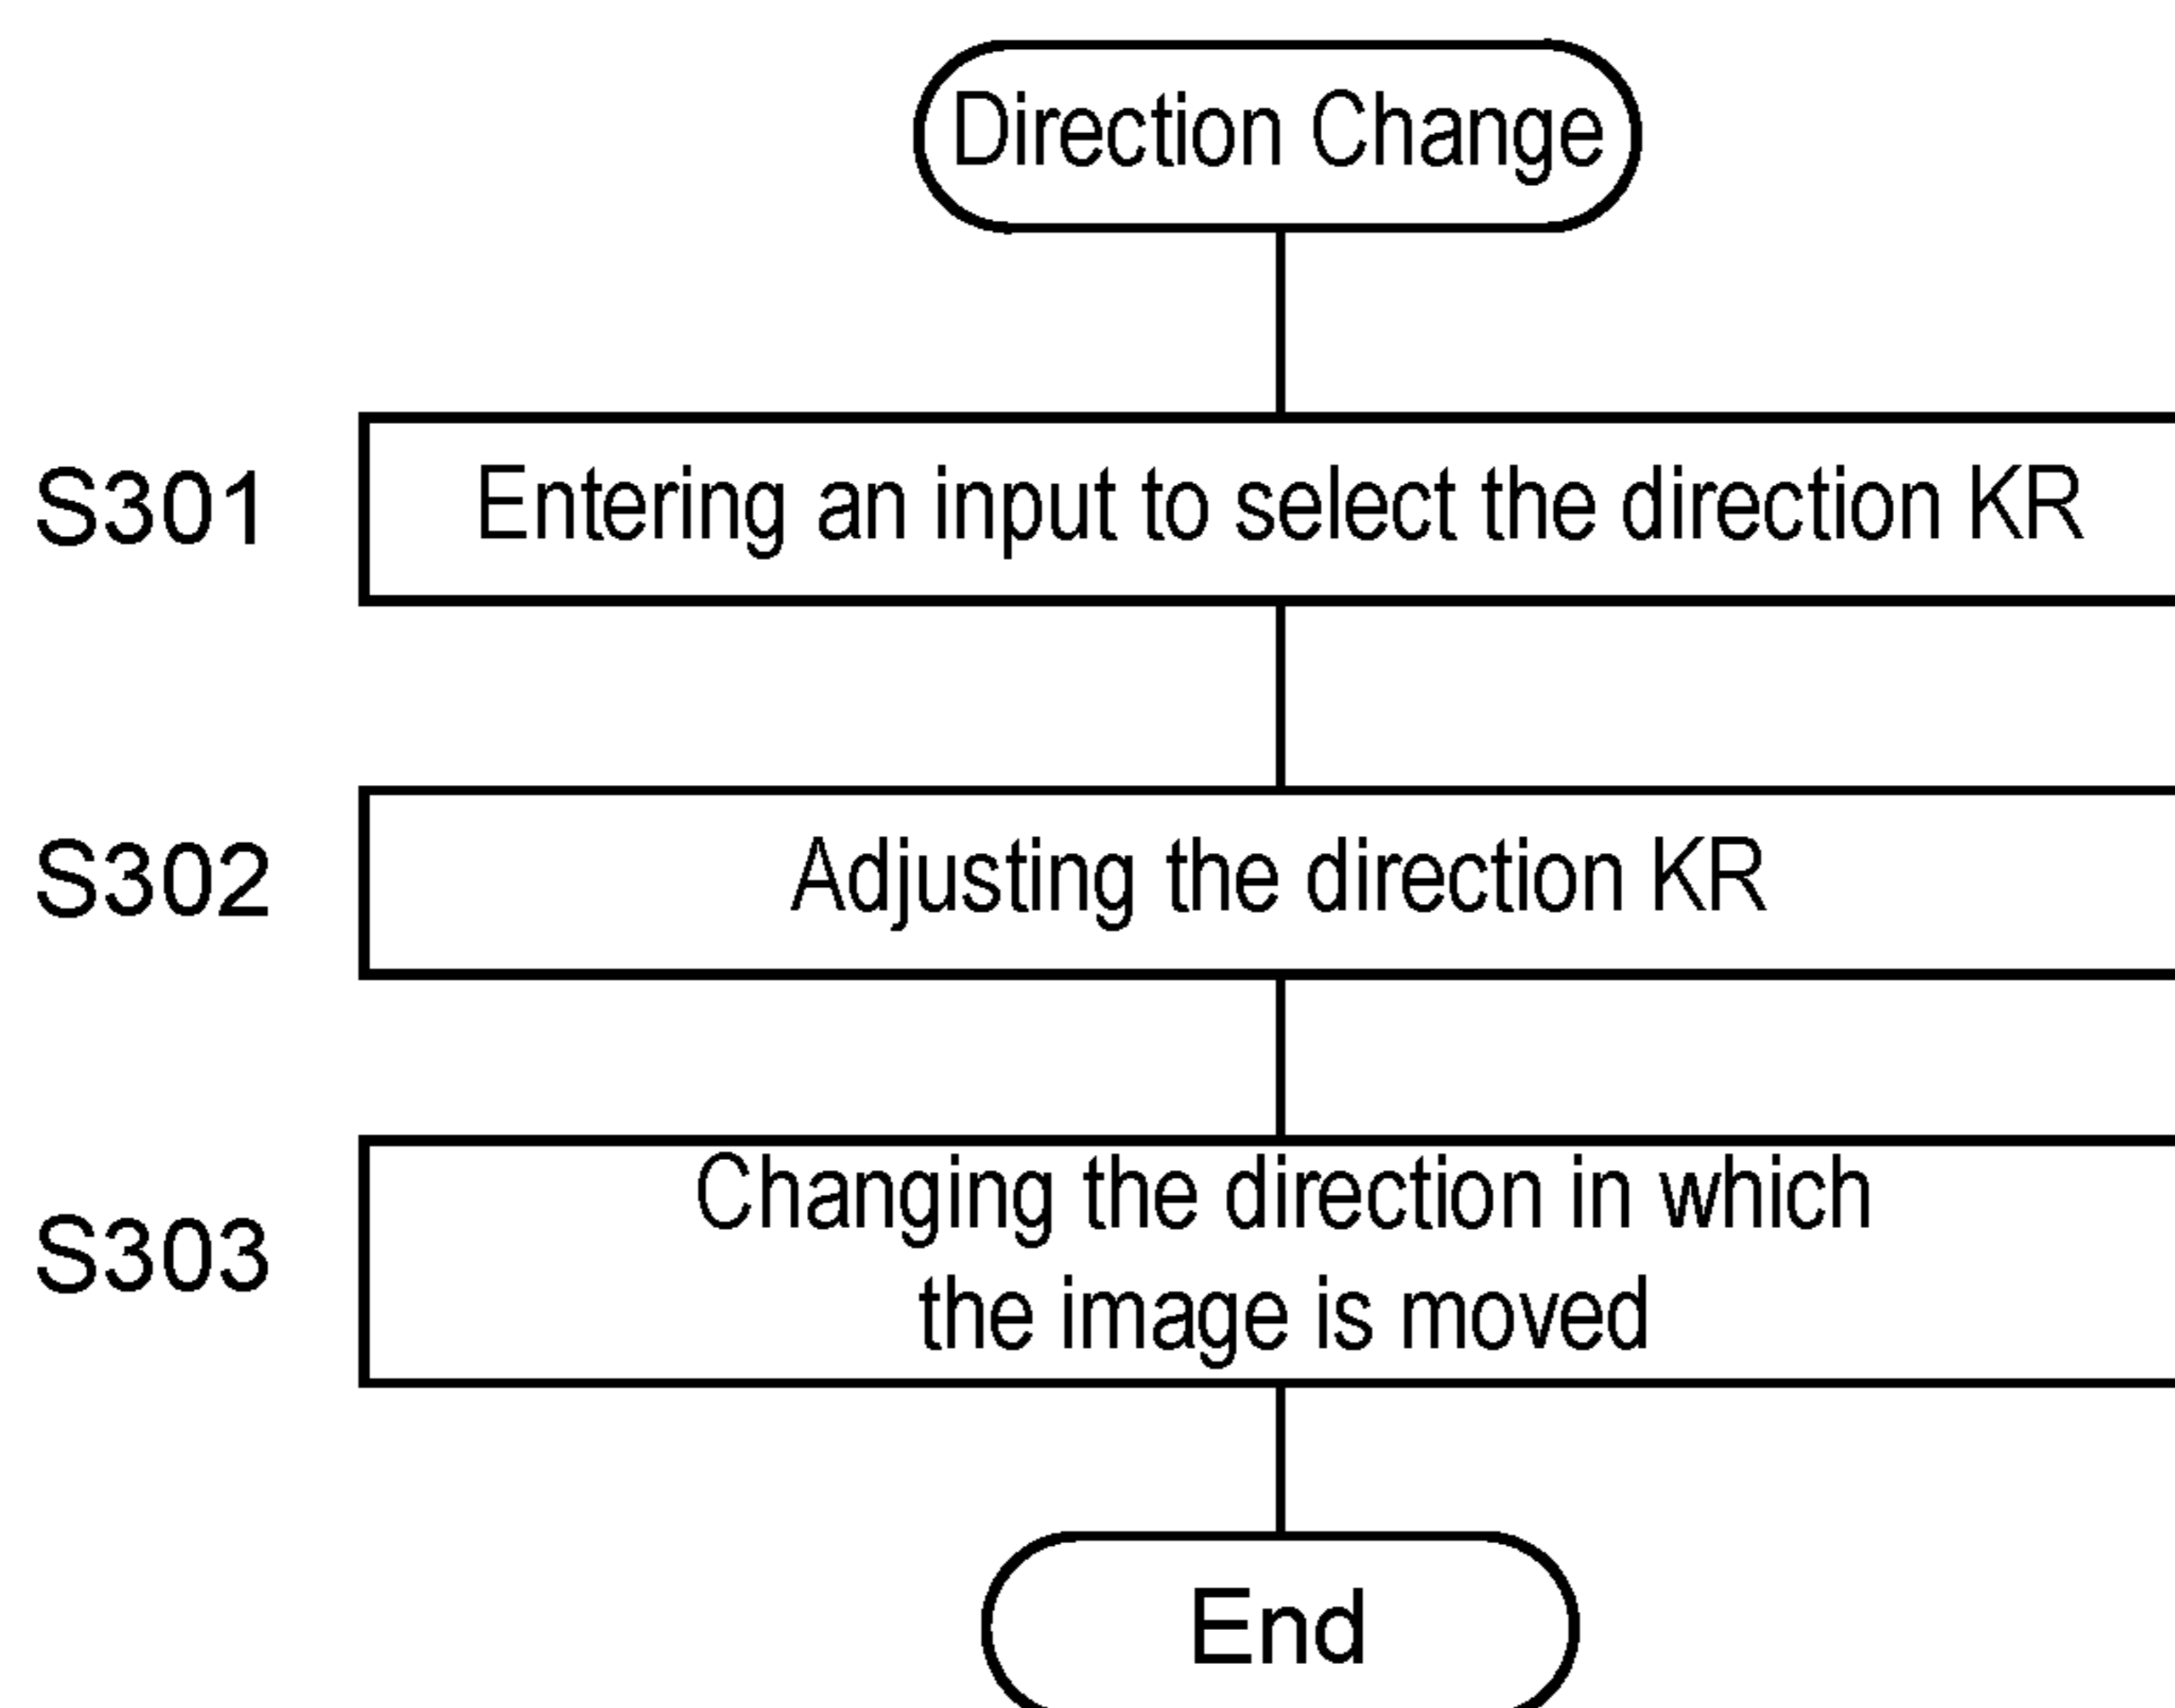 Direction Change
S301 Entering an input to select the direction KR
S302 Adjusting the direction KR
Changing the direction in which
S303
the image is moved
End